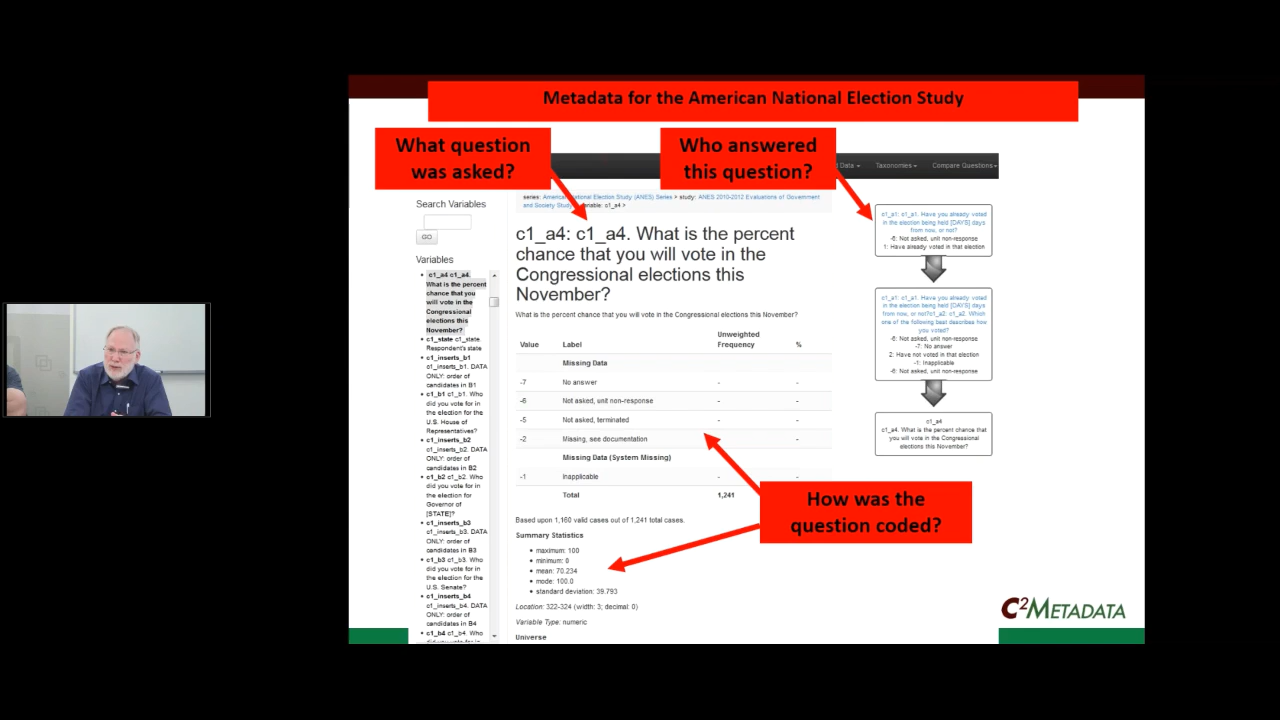 Metadata for the American National Election Study
What question
was asked?
Who answered
this question?
Data
Taxonomies
Compare Questions
series: American National Election Study (ANES) Series > study: ANES 2010-2012 Evaluations of Government
and Society Study > variable: c1_a4 >
Search Variables
GO
Variables
c1_a4 c1_a4.
What is the percent
chance that you
will vote in the
Congressional
elections this
November?
c1_state c1_state.
Respondent's state
c1_inserts_b1
c1_inserts_b1. DATA
ONLY: order of
candidates in B1
c1_b1 c1_b1. Who
did you vote for in
the election for the
U.S. House of
Representatives?
c1_inserts_b2
c1_inserts_b2. DATA
ONLY: order of
candidates in B2
c1_b2 c1_b2. Who
did you vote for in
the election for
Governor of
[STATE]?
c1_inserts_b3
c1_inserts_b3. DATA
ONLY: order of
candidates in B3
c1_b3 c1_b3. Who
did you vote for in
the election for the
U.S. Senate?
c1_inserts_b4
c1_inserts_b4. DATA
ONLY: order of
candidates in B4
c1_b4 c1_b4. Who
c1_a4: c1_a4. What is the percent
chance that you will vote in the
Congressional elections this
November?
What is the percent chance that you will vote in the Congressional elections this November?
Value Label Unweighted Frequency %
Missing Data
-7 No answer - -
-6 Not asked, unit non-response - -
-5 Not asked, terminated - -
-2 Missing, see documentation -
Missing Data (System Missing)
-1 Inapplicable - -
Total 1,241
Based upon 1,160 valid cases out of 1,241 total cases.
Summary Statistics
maximum: 100
minimum: 0
mean: 70.234
mode: 100.0
standard deviation: 39.793
Location: 322-324 (width: 3; decimal: 0)
Variable Type: numeric
Universe
c1_a1: c1_a1. Have you already voted
in the election being held [DAYS] days
from now, or not?
-6: Not asked, unit non-response
1: Have already voted in that election
c1_a1: c1_a1. Have you already voted
in the election being held [DAYS] days
from now, or not?c1_a2: c1_a2. Which
one of the following best describes how
you voted?
-6: Not asked, unit non-response
-7: No answer
2: Have not voted in that election
-1: Inapplicable
-6: Not asked, unit non-response
c1_a4
c1_a4. What is the percent chance that
you will vote in the Congressional
elections this November?
How was the
question coded?
C²METADATA